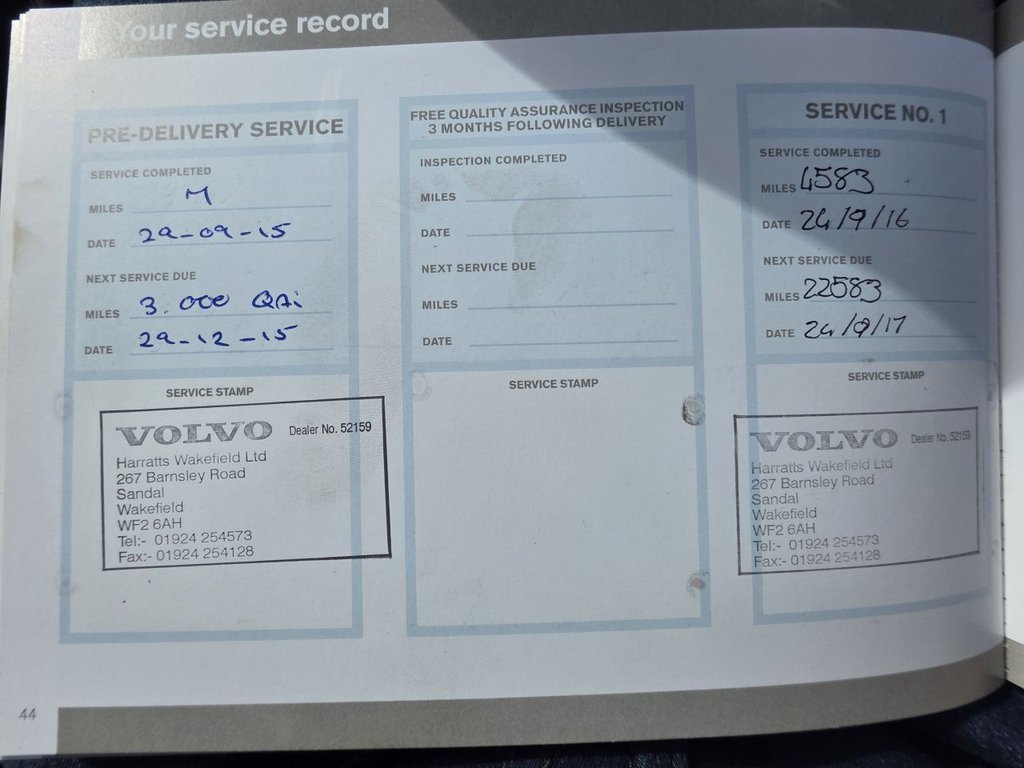 Your service record
PRE-DELIVERY SERVICE
SERVICE COMPLETED
MILES M
DATE 29-09-15
NEXT SERVICE DUE
MILES 3.000 QAi
DATE 29-12-15
SERVICE STAMP
VOLVO Dealer No. 52159
Harratts Wakefield Ltd
267 Barnsley Road
Sandal
Wakefield
WF2 6AH
Tel:- 01924 254573
Fax:- 01924 254128
FREE QUALITY ASSURANCE INSPECTION
3 MONTHS FOLLOWING DELIVERY
INSPECTION COMPLETED
MILES
DATE
NEXT SERVICE DUE
MILES
DATE
SERVICE STAMP
SERVICE NO. 1
SERVICE COMPLETED
MILES 4583
DATE 24/9/16
NEXT SERVICE DUE
MILES 22583
DATE 24/9/17
SERVICE STAMP
VOLVO Dealer No. 52159
Harratts Wakefield Ltd
267 Barnsley Road
Sandal
Wakefield
WF2 6AH
Tel:- 01924 254573
Fax:- 01924 254128
44